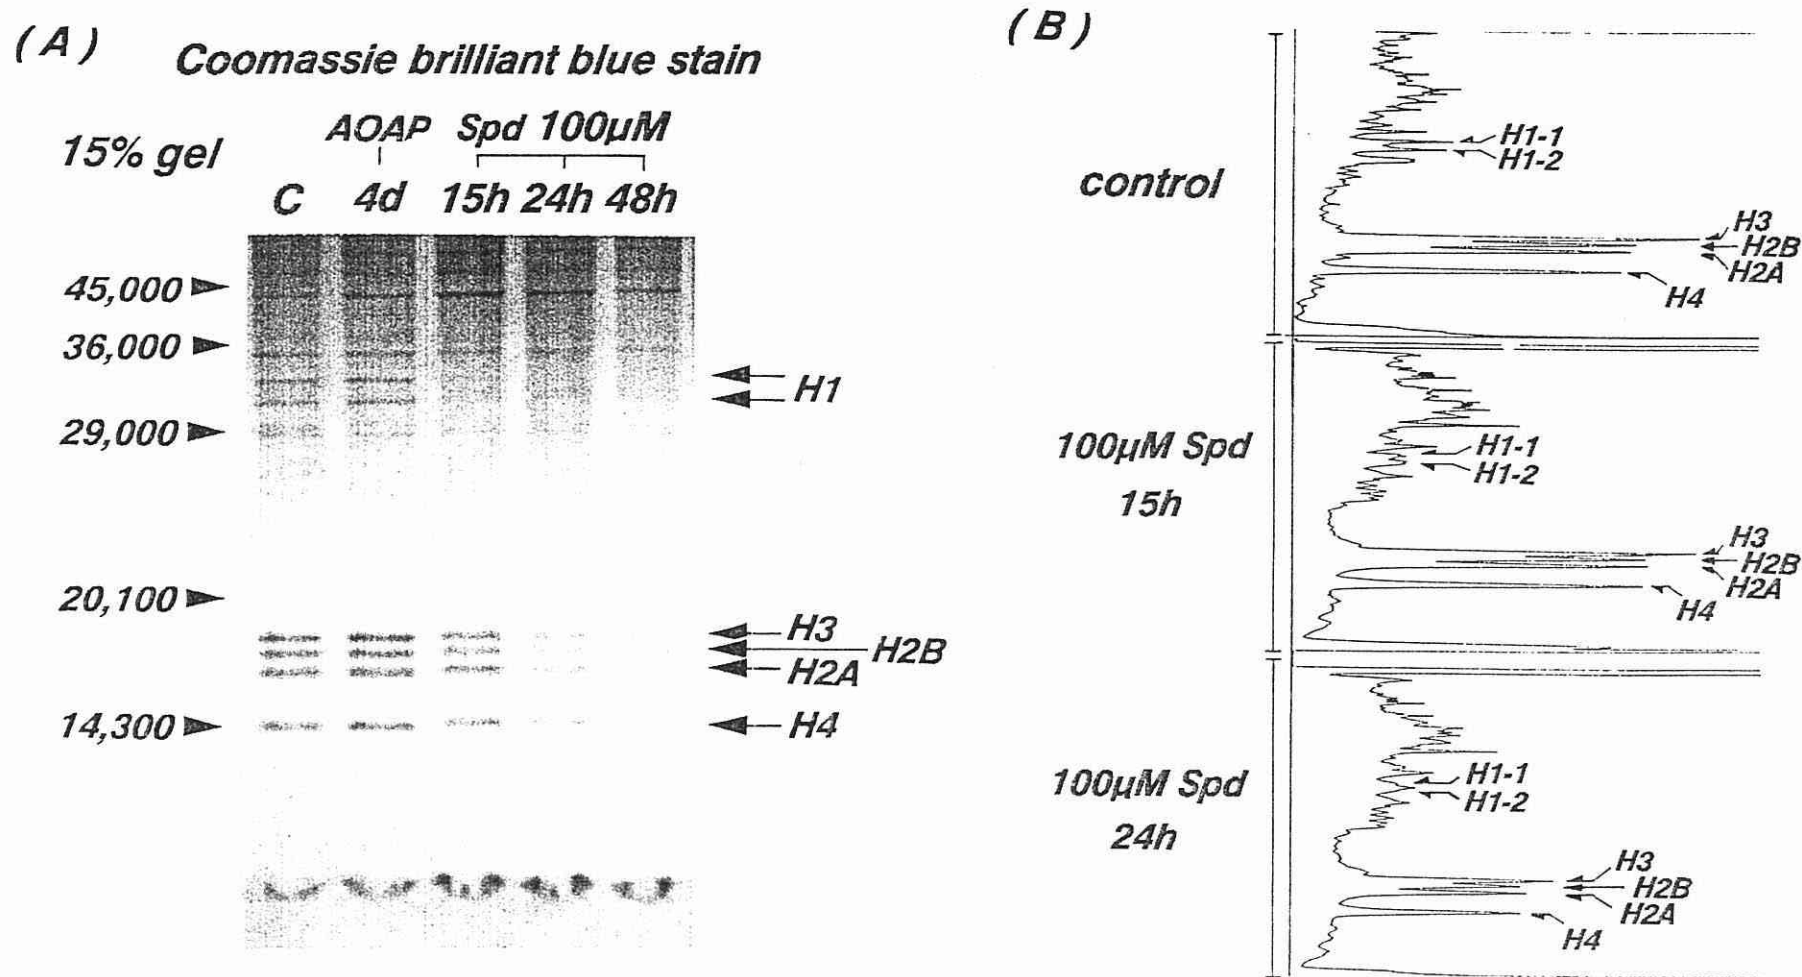 (A)
Coomassie brilliant blue stain
15% gel
AOAP Spd 100µM
C 4d 15h 24h 48h
45,000
36,000
29,000
20,100
14,300
H1
H3
H2B
H2A
H4
(B)
control
H1-1
H1-2
H3
H2B
H2A
H4
100µM Spd
15h
H1-1
H1-2
H3
H2B
H2A
H4
100µM Spd
24h
H1-1
H1-2
H3
H2B
H2A
H4